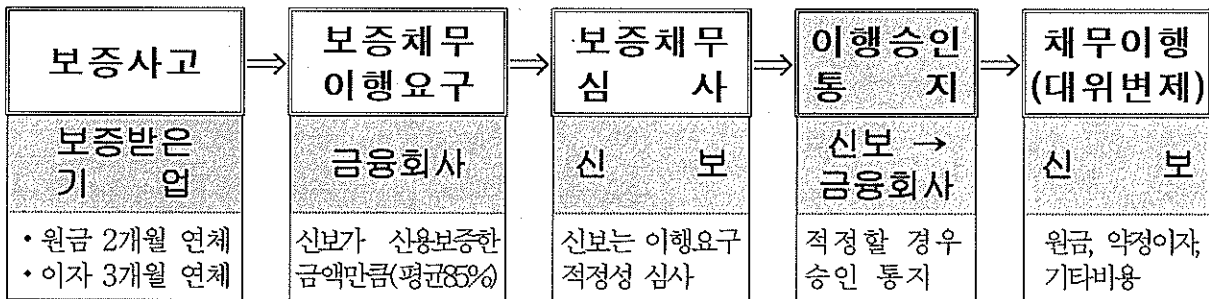 보증사고
⇒
보증채무
이행요구
⇒
보증채무
심 사
⇒
이행승인
통 지
⇒
채무이행
(대위변제)
보증받은
기 업
금융회사
신 보
신보 →
금융회사
신 보
• 원금 2개월 연체
• 이자 3개월 연체
신보가 신용보증한
금액만큼(평균85%)
신보는 이행요구
적정성 심사
적정할 경우
승인 통지
원금, 약정이자,
기타비용